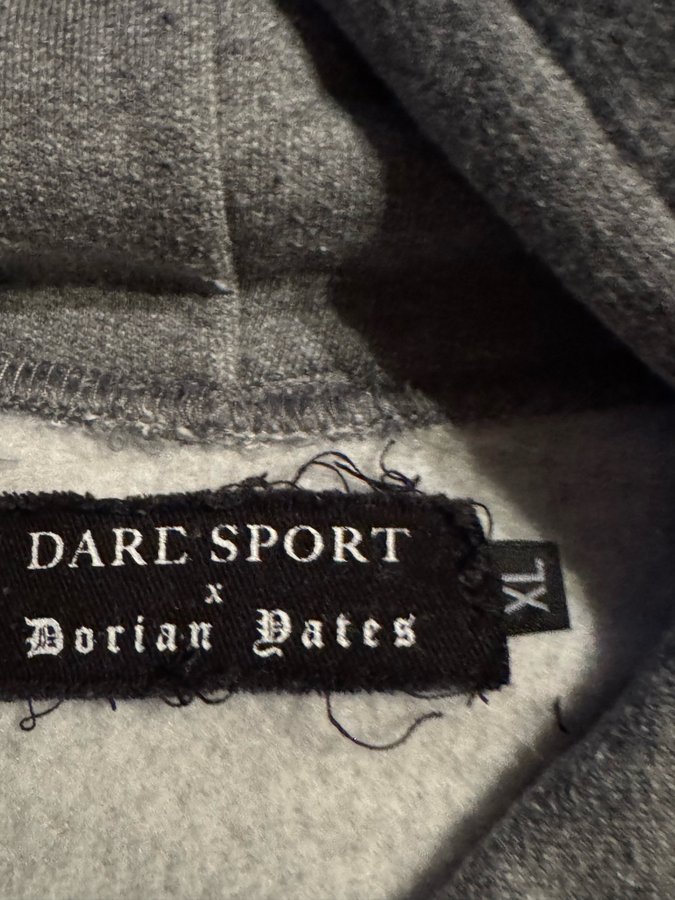 DARE SPORT
x
Dorian Yates
XL